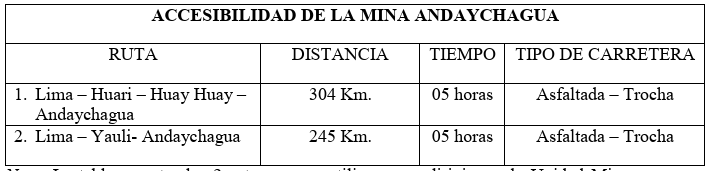 ACCESIBILIDAD DE LA MINA ANDAYCHAGUA
RUTA DISTANCIA TIEMPO TIPO DE CARRETERA
1. Lima – Huari – Huay Huay – Andaychagua 304 Km. 05 horas Asfaltada – Trocha
2. Lima – Yauli- Andaychagua 245 Km. 05 horas Asfaltada – Trocha